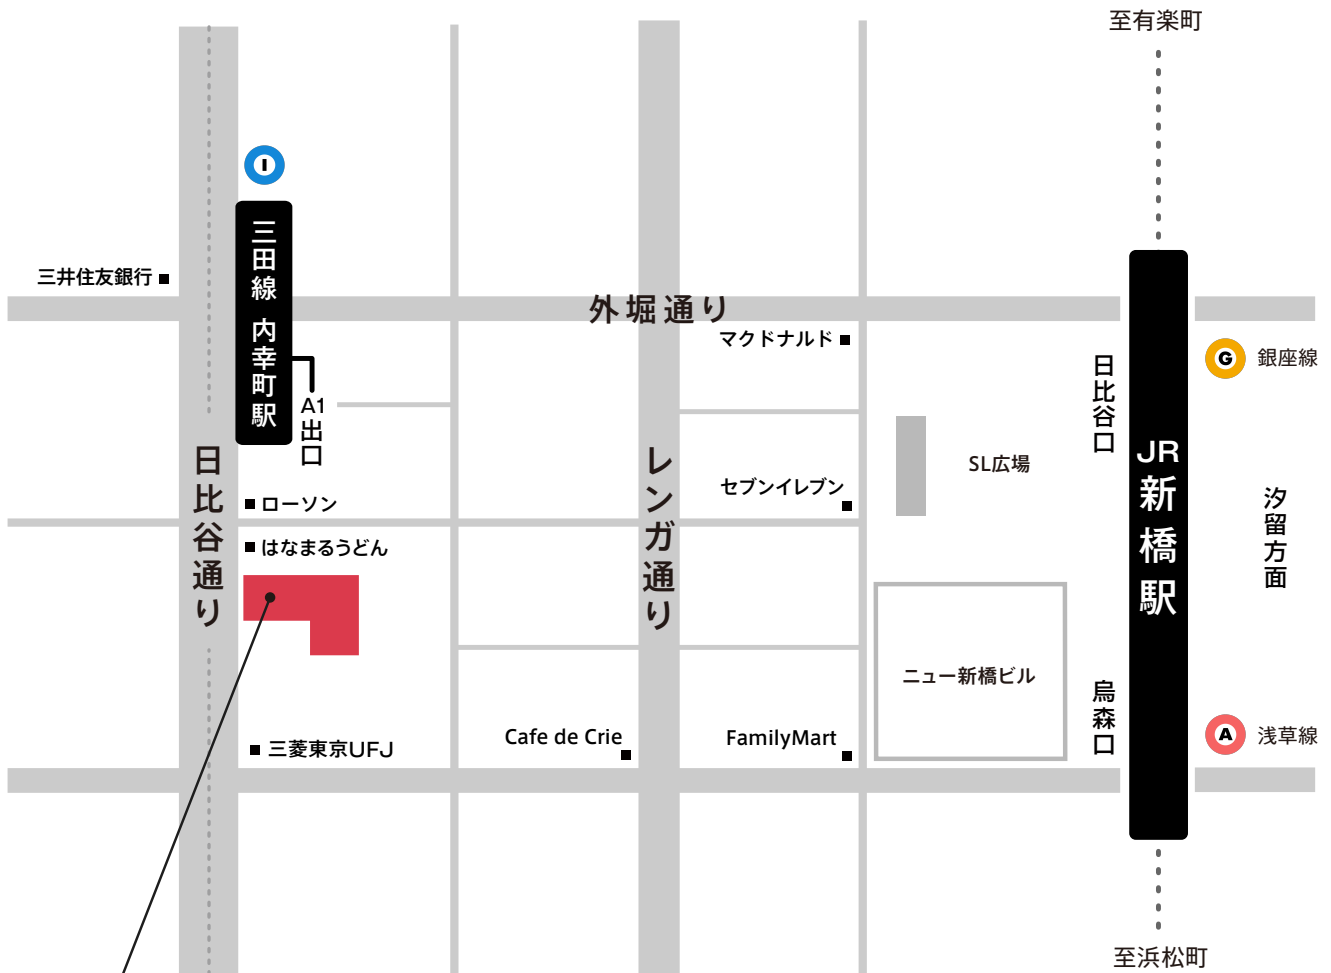 至有楽町
I
三田線 内幸町駅
三井住友銀行
外堀通り
マクドナルド
日比谷口
G
銀座線
A1
出口
JR
新橋駅
日比谷通り
レンガ通り
SL広場
セブンイレブン
汐留方面
ローソン
はなまるうどん
ニュー新橋ビル
烏森口
Cafe de Crie
FamilyMart
A
浅草線
三菱東京UFJ
至浜松町